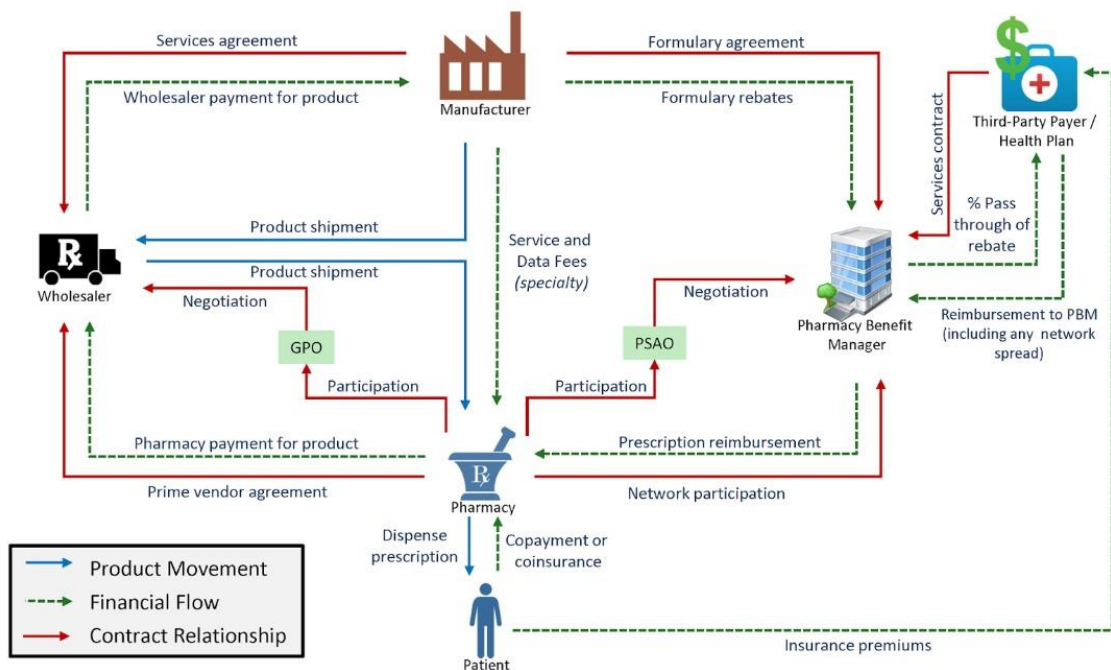 Services agreement
Formulary agreement
Wholesaler payment for product
Manufacturer
Formulary rebates
$
Third-Party Payer /
Health Plan
Services contract
% Pass
through of
rebate
Product shipment
Service and
Data Fees
(specialty)
Rx
Wholesaler
Product shipment
Negotiation
Negotiation
Pharmacy Benefit
Manager
Reimbursement to PBM
(including any network
spread)
GPO
PSAO
Participation
Participation
Pharmacy payment for product
Prescription reimbursement
Rx
Prime vendor agreement
Pharmacy
Network participation
Dispense
prescription
Copayment or
coinsurance
Product Movement
Financial Flow
Contract Relationship
Insurance premiums
Patient